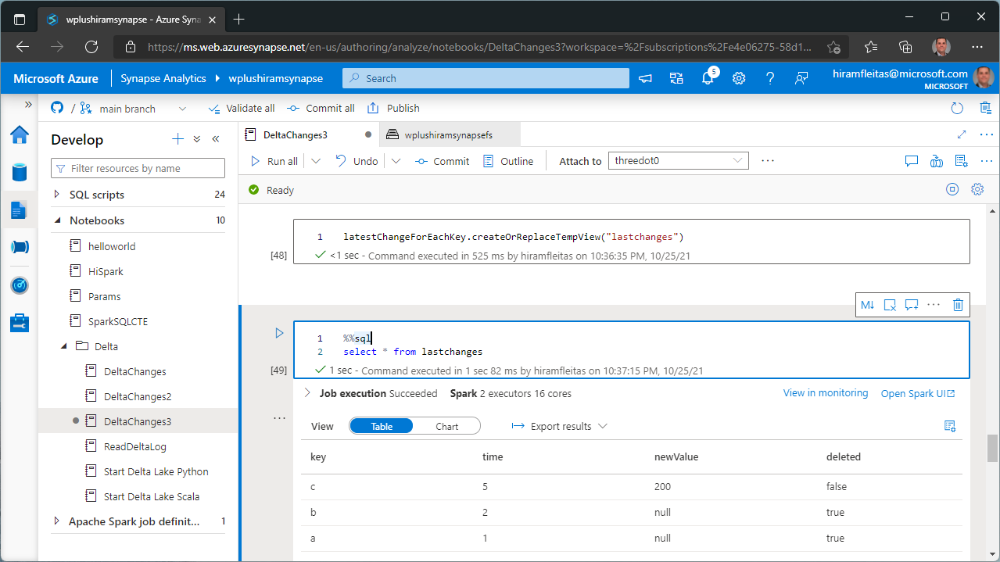 wplushiramsynapse - Azure Syna
https://ms.web.azuresynapse.net/en-us/authoring/analyze/notebooks/DeltaChanges3?workspace=%2Fsubscriptions%2Fe4e06275-58d1...
Microsoft Azure
Synapse Analytics
wplushiramsynapse
Search
5
hiramfleitas@microsoft.com
MICROSOFT
/ main branch
Validate all
Commit all
Publish
Develop
Filter resources by name
SQL scripts 24
Notebooks 10
helloworld
HiSpark
Params
SparkSQLCTE
Delta
DeltaChanges
DeltaChanges2
DeltaChanges3
ReadDeltaLog
Start Delta Lake Python
Start Delta Lake Scala
Apache Spark job definit... 1
DeltaChanges3
wplushiramsynapsefs
Run all
Undo
Commit
Outline
Attach to
threedot0
Ready
1 latestChangeForEachKey.createOrReplaceTempView("lastchanges")
[48] <1 sec - Command executed in 525 ms by hiramfleitas on 10:36:35 PM, 10/25/21
M↓
1 %%sql
2 select * from lastchanges
[49] 1 sec - Command executed in 1 sec 82 ms by hiramfleitas on 10:37:15 PM, 10/25/21
Job execution Succeeded Spark 2 executors 16 cores View in monitoring Open Spark UI
View Table Chart Export results
key time newValue deleted
c 5 200 false
b 2 null true
a 1 null true